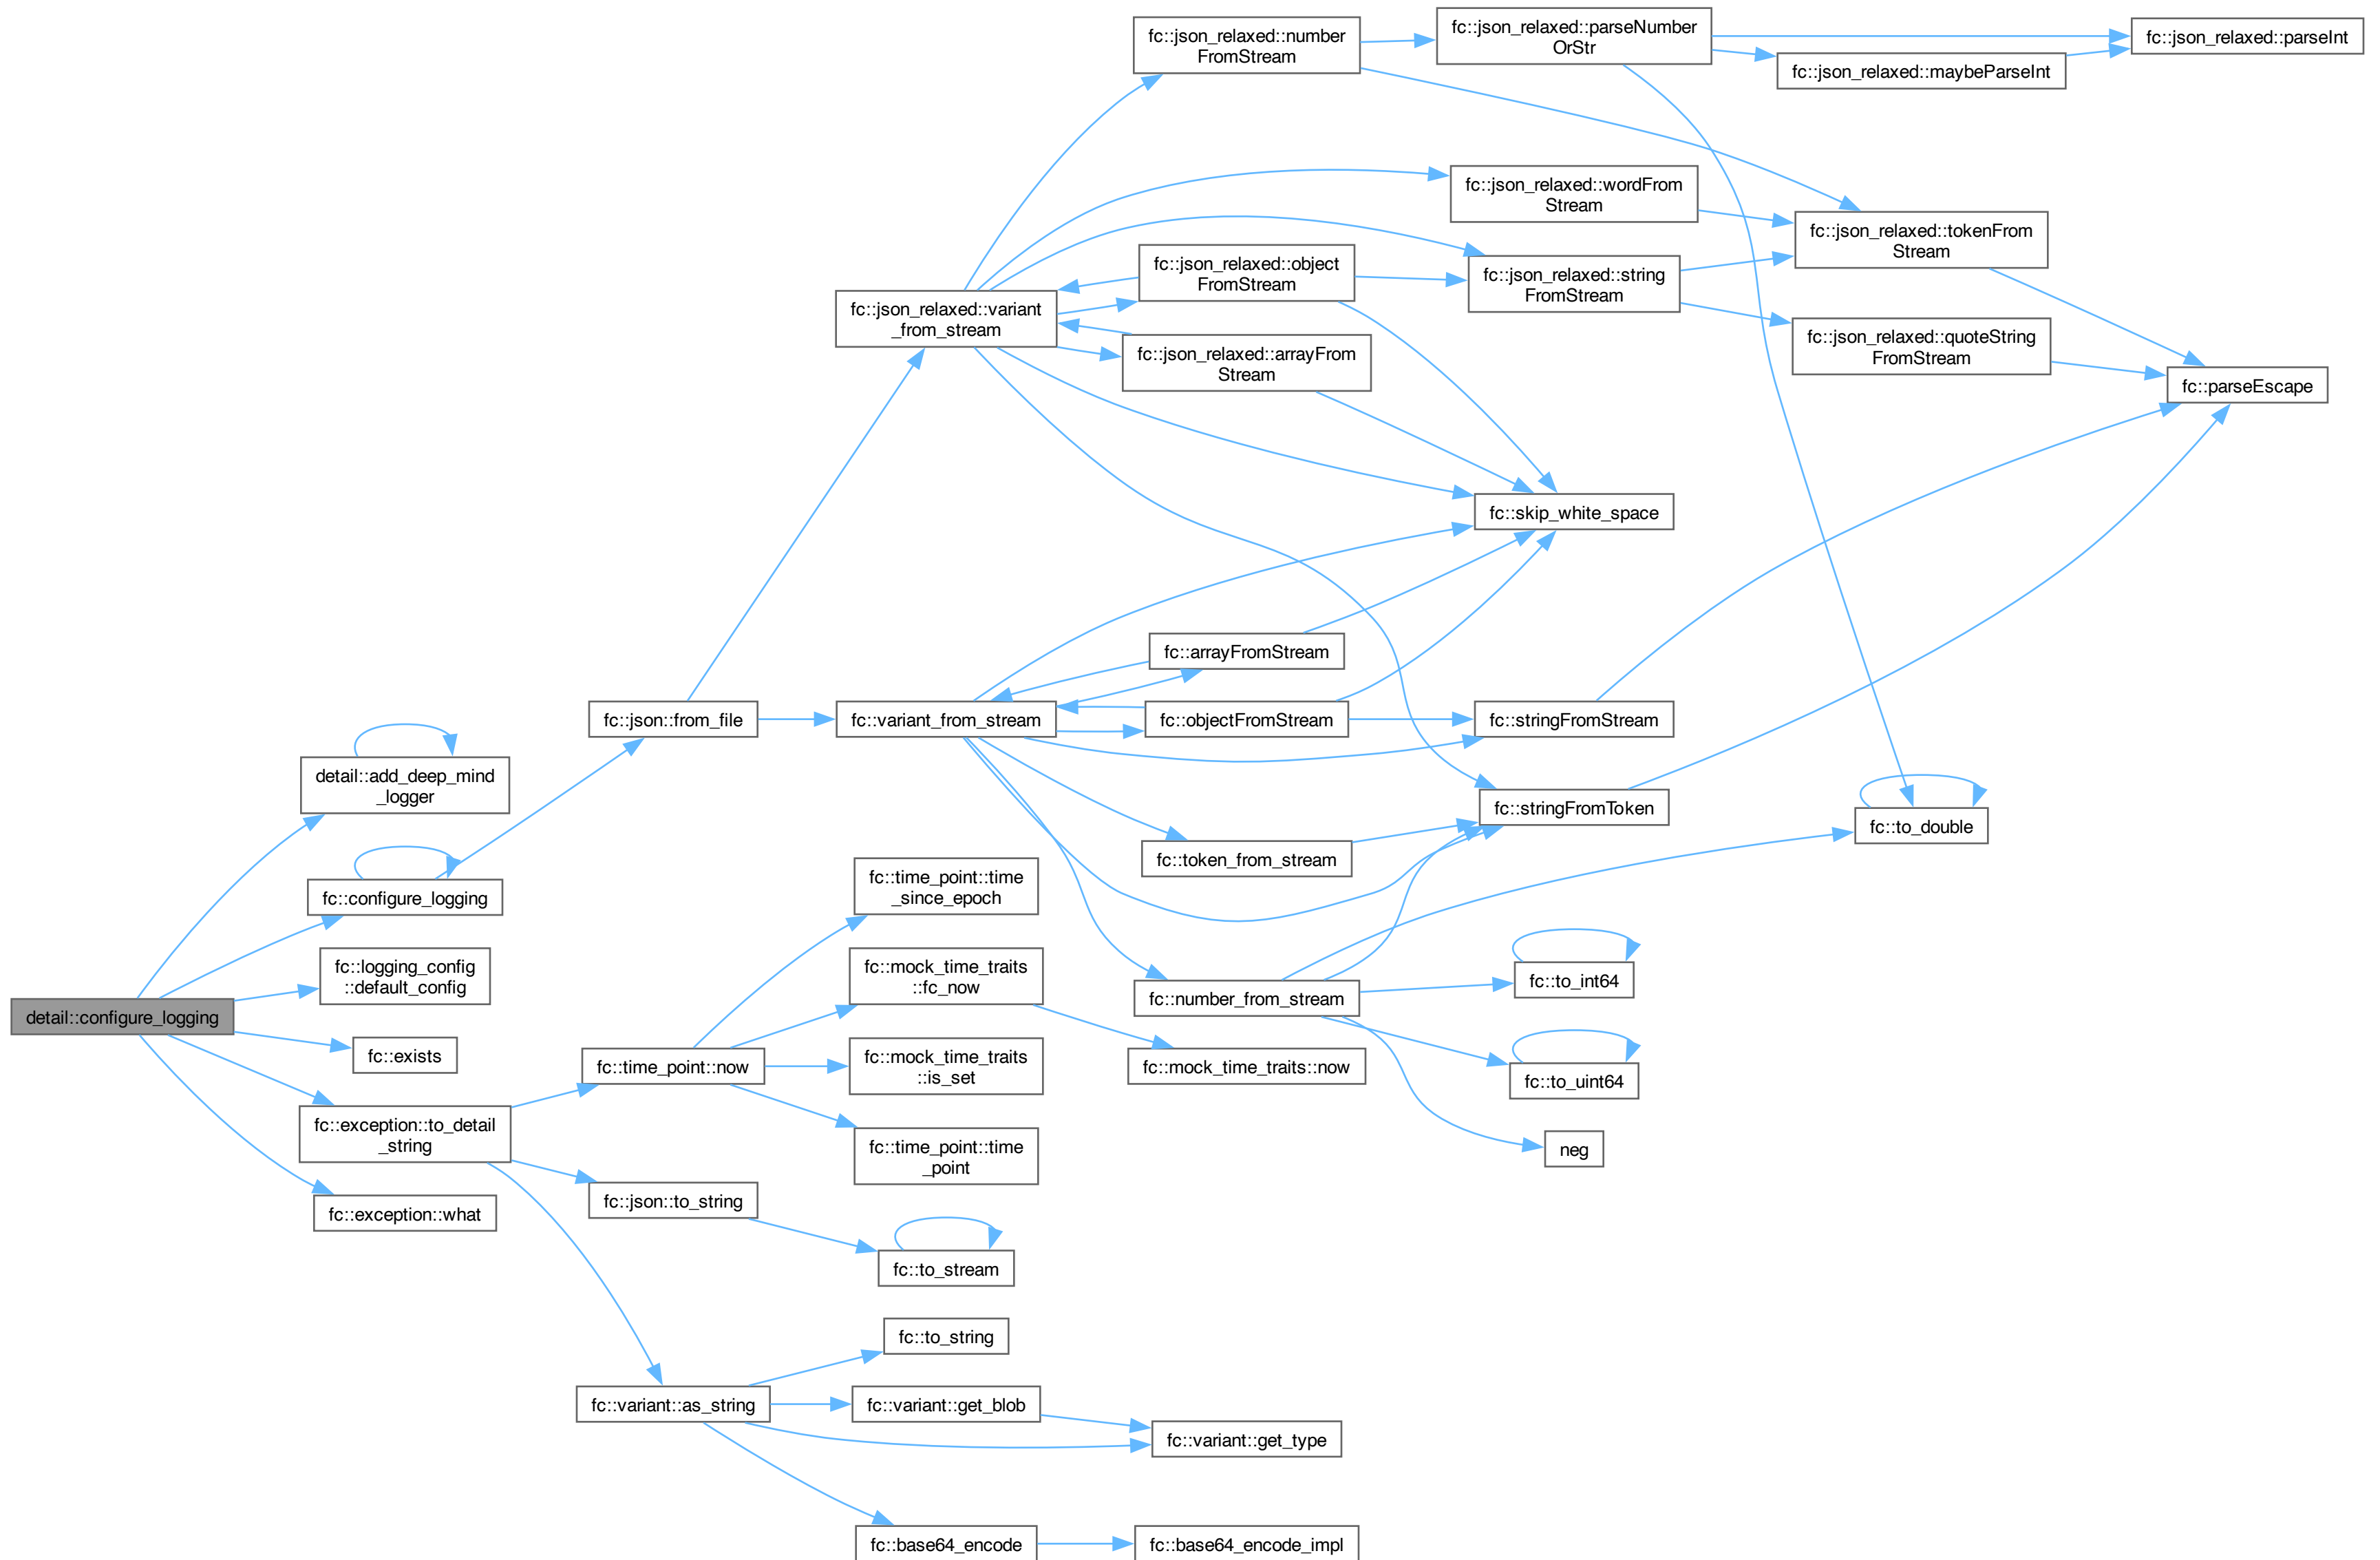 detail::configure_logging
detail::add_deep_mind
_logger
fc::configure_logging
fc::logging_config
::default_config
fc::exists
fc::exception::to_detail
_string
fc::exception::what
fc::json::from_file
fc::time_point::now
fc::json::to_string
fc::variant::as_string
fc::json_relaxed::variant
_from_stream
fc::variant_from_stream
fc::time_point::time
_since_epoch
fc::mock_time_traits
::fc_now
fc::mock_time_traits
::is_set
fc::time_point::time
_point
fc::to_stream
fc::to_string
fc::variant::get_blob
fc::base64_encode
fc::json_relaxed::number
FromStream
fc::json_relaxed::object
FromStream
fc::json_relaxed::arrayFrom
Stream
fc::arrayFromStream
fc::objectFromStream
fc::token_from_stream
fc::number_from_stream
fc::mock_time_traits::now
fc::variant::get_type
fc::base64_encode_impl
fc::json_relaxed::parseNumber
OrStr
fc::json_relaxed::wordFrom
Stream
fc::json_relaxed::string
FromStream
fc::skip_white_space
fc::stringFromStream
fc::stringFromToken
fc::to_int64
fc::to_uint64
neg
fc::json_relaxed::maybeParseInt
fc::json_relaxed::tokenFrom
Stream
fc::json_relaxed::quoteString
FromStream
fc::to_double
fc::json_relaxed::parseInt
fc::parseEscape